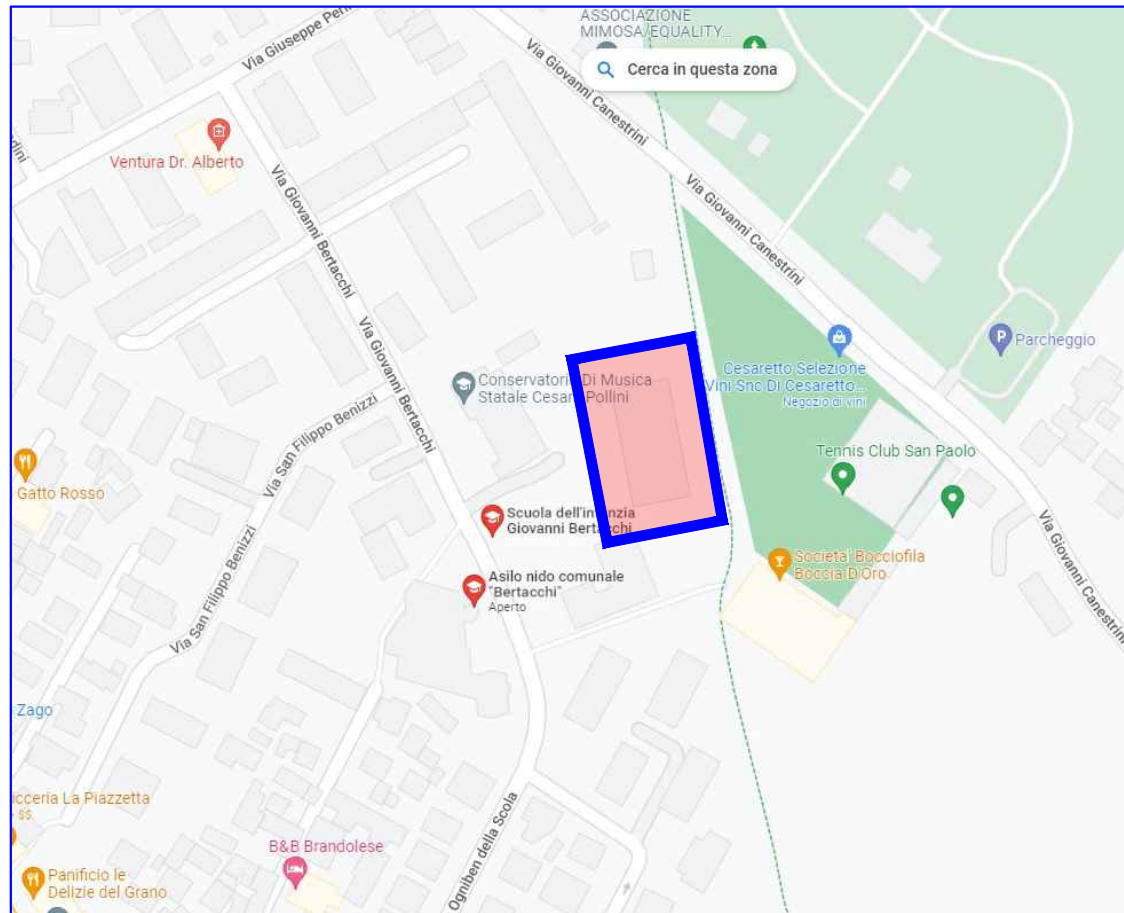 ASSOCIAZIONE
MIMOSA/EQUALITY...
Via Giovanni Canestrini
Cerca in questa zona
Via Giuseppe Peri
Ventura Dr. Alberto
dini
Via Giovanni Bertacchi
Via Giovanni Canestrini
Via Giovanni Bertacchi
Parcheggio
Cesaretto Selezione
Vini Snc Di Cesaretto...
Negozio di vini
Conservatorio Di Musica
Statale Cesare Pollini
Via San Filippo Benizzi
Tennis Club San Paolo
Gatto Rosso
Scuola dell'infanzia
Giovanni Bertacchi
Via Giovanni Canestrini
Società Bocciofila
Boccia D'Oro
Asilo nido comunale
"Bertacchi"
Aperto
Via San Filippo Benizzi
Zago
icceria La Piazzetta
$$
Ogniben della Scola
B&B Brandolese
Panificio le
Delizie del Grano